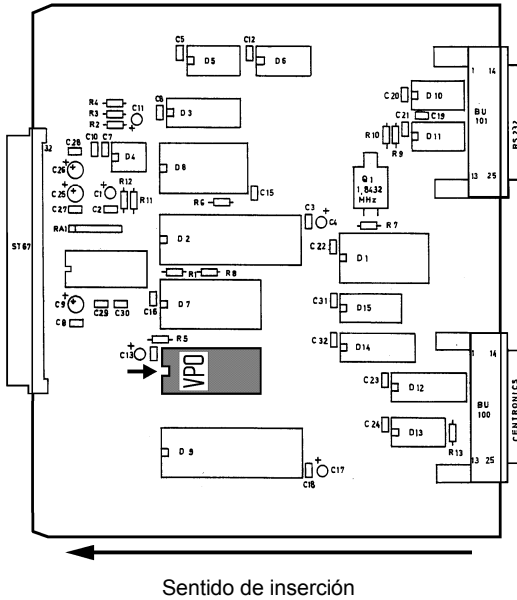 C5
C12
D5
D6
1 14
C20
D10
R4
R3
R2
C11
C6
D3
C21
C19
D11
BU
101
RS232
R10
R9
32
C28
C10
C7
D4
C26
D8
13 25
Q1
1,8432
MHz
C25
C1
R12
R11
C15
C27
C2
R6
C3
C4
R7
RA1
ST67
D2
C22
D1
R1
R8
C9
C29
C30
C16
D7
C31
D15
C8
R5
C32
D14
C13
VPO
1 14
C23
D12
BU
100
CENTRONICS
C24
D13
R13
13 25
D9
C18
C17
Sentido de inserción